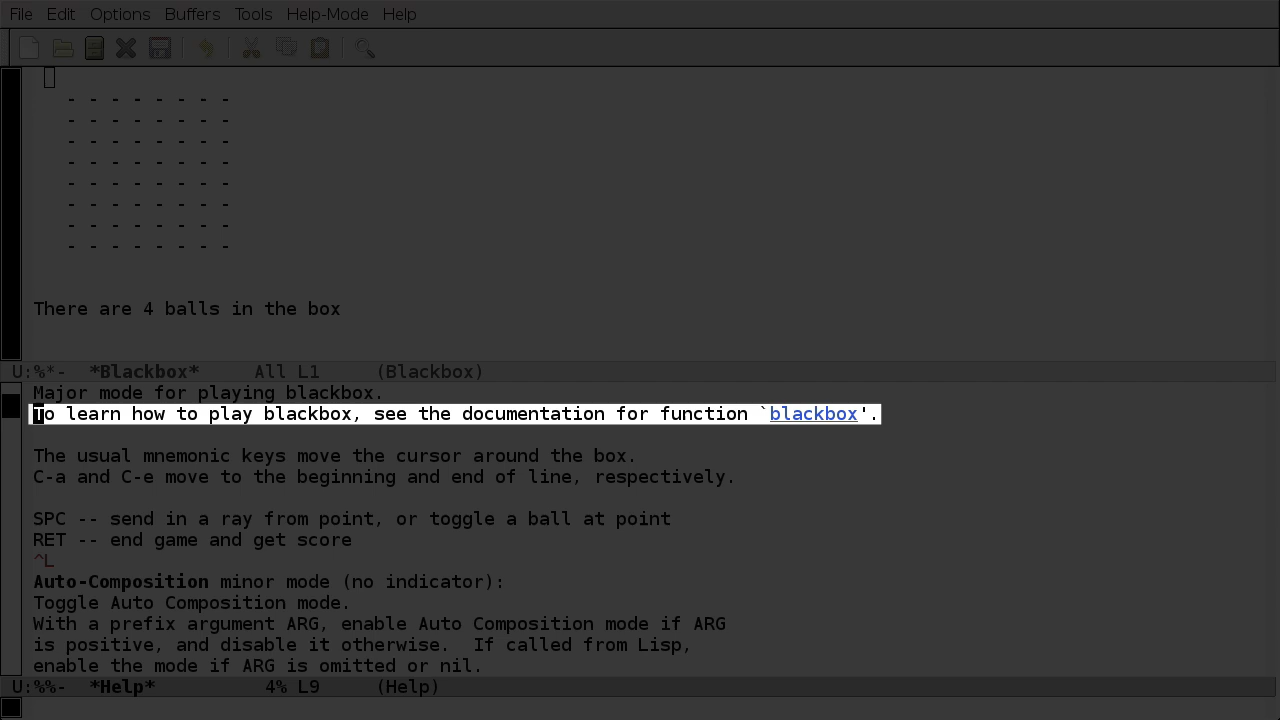 File Edit Options Buffers Tools Help-Mode Help
- - - - - - - -
- - - - - - - -
- - - - - - - -
- - - - - - - -
- - - - - - - -
- - - - - - - -
- - - - - - - -
- - - - - - - -
There are 4 balls in the box
U:%*- *Blackbox* All L1 (Blackbox)
Major mode for playing blackbox.
To learn how to play blackbox, see the documentation for function `blackbox'.
The usual mnemonic keys move the cursor around the box.
C-a and C-e move to the beginning and end of line, respectively.
SPC -- send in a ray from point, or toggle a ball at point
RET -- end game and get score
^L
Auto-Composition minor mode (no indicator):
Toggle Auto Composition mode.
With a prefix argument ARG, enable Auto Composition mode if ARG
is positive, and disable it otherwise.  If called from Lisp,
enable the mode if ARG is omitted or nil.
U:%%- *Help* 4% L9 (Help)